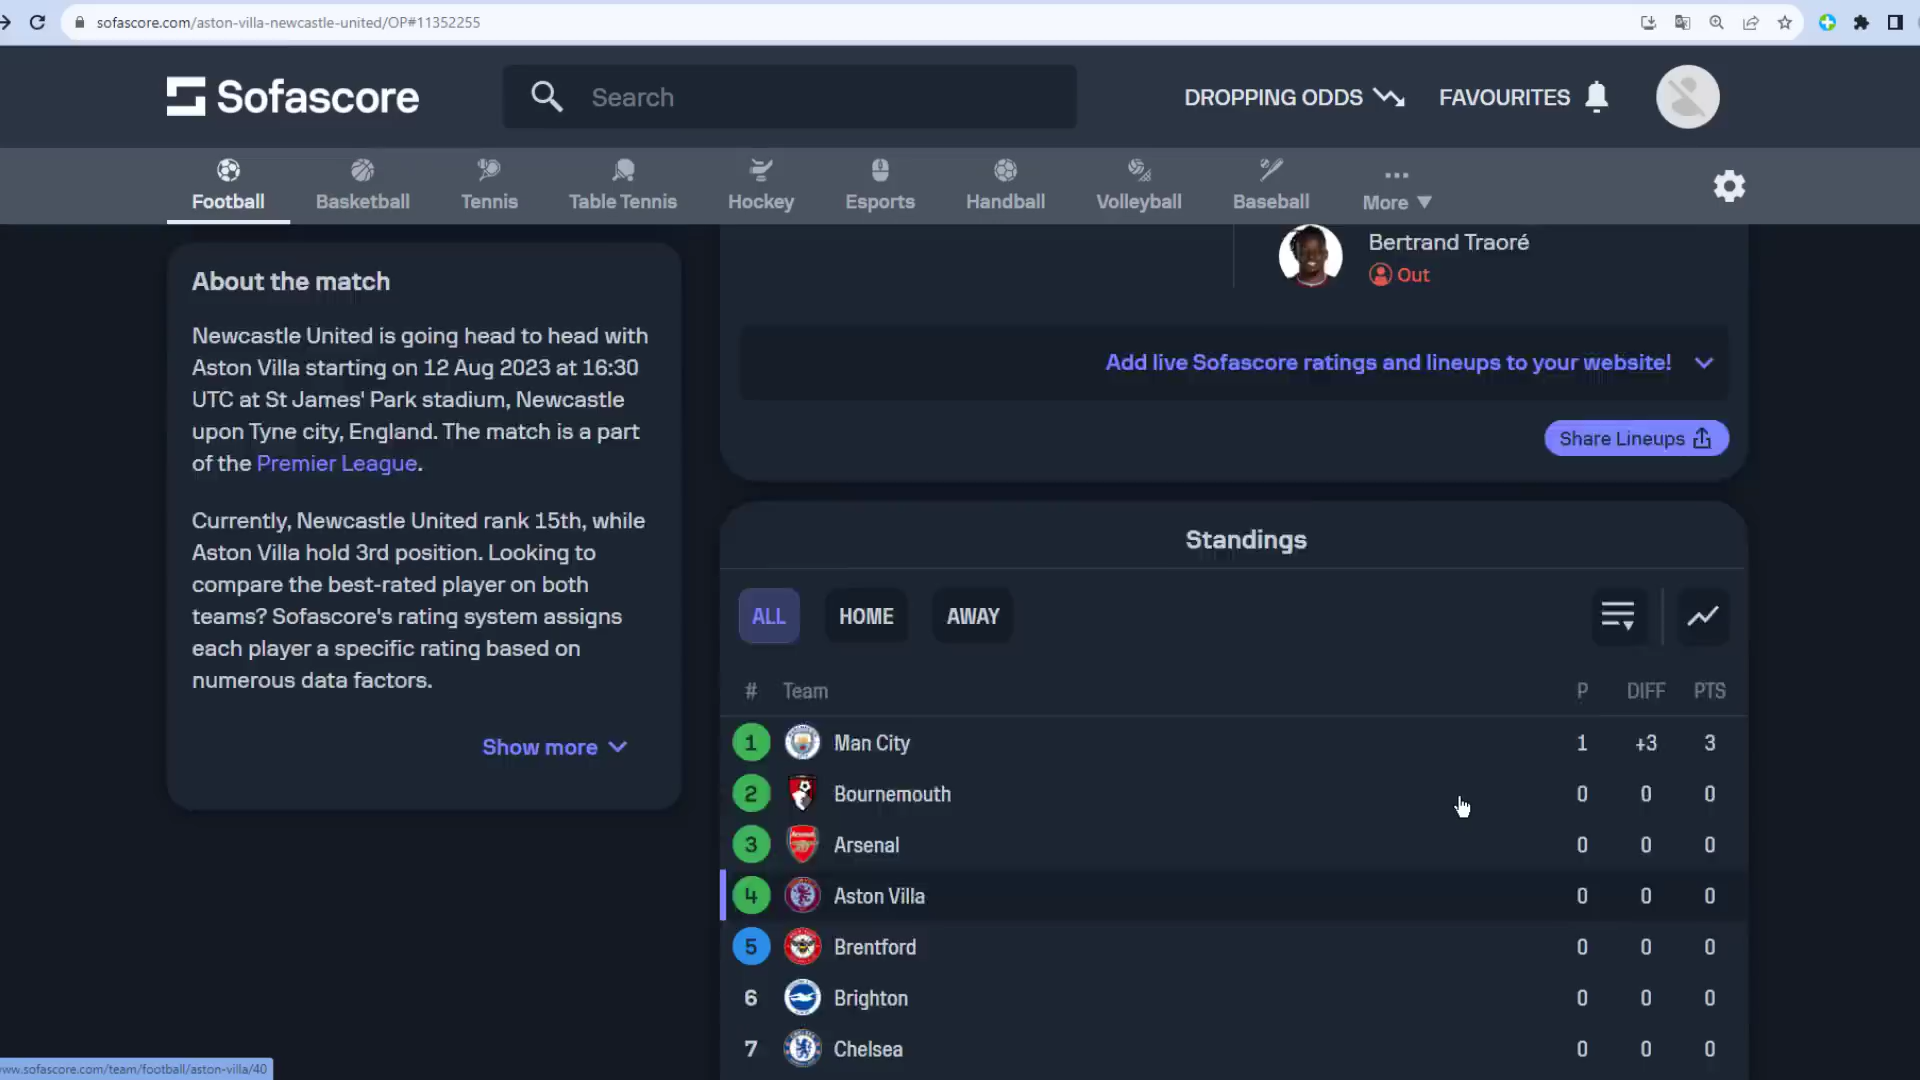 sofascore.com/aston-villa-newcastle-united/OP#11352255
Sofascore
Search
DROPPING ODDS
FAVOURITES
Football
Basketball
Tennis
Table Tennis
Hockey
Esports
Handball
Volleyball
Baseball
More
About the match
Newcastle United is going head to head with
Aston Villa starting on 12 Aug 2023 at 16:30
UTC at St James' Park stadium, Newcastle
upon Tyne city, England. The match is a part
of the Premier League.
Currently, Newcastle United rank 15th, while
Aston Villa hold 3rd position. Looking to
compare the best-rated player on both
teams? Sofascore's rating system assigns
each player a specific rating based on
numerous data factors.
Show more
Bertrand Traoré
Out
Add live Sofascore ratings and lineups to your website!
Share Lineups
Standings
ALL HOME AWAY
# Team P DIFF PTS
1 Man City 1 +3 3
2 Bournemouth 0 0 0
3 Arsenal 0 0 0
4 Aston Villa 0 0 0
5 Brentford 0 0 0
6 Brighton 0 0 0
7 Chelsea 0 0 0
www.sofascore.com/team/football/aston-villa/40